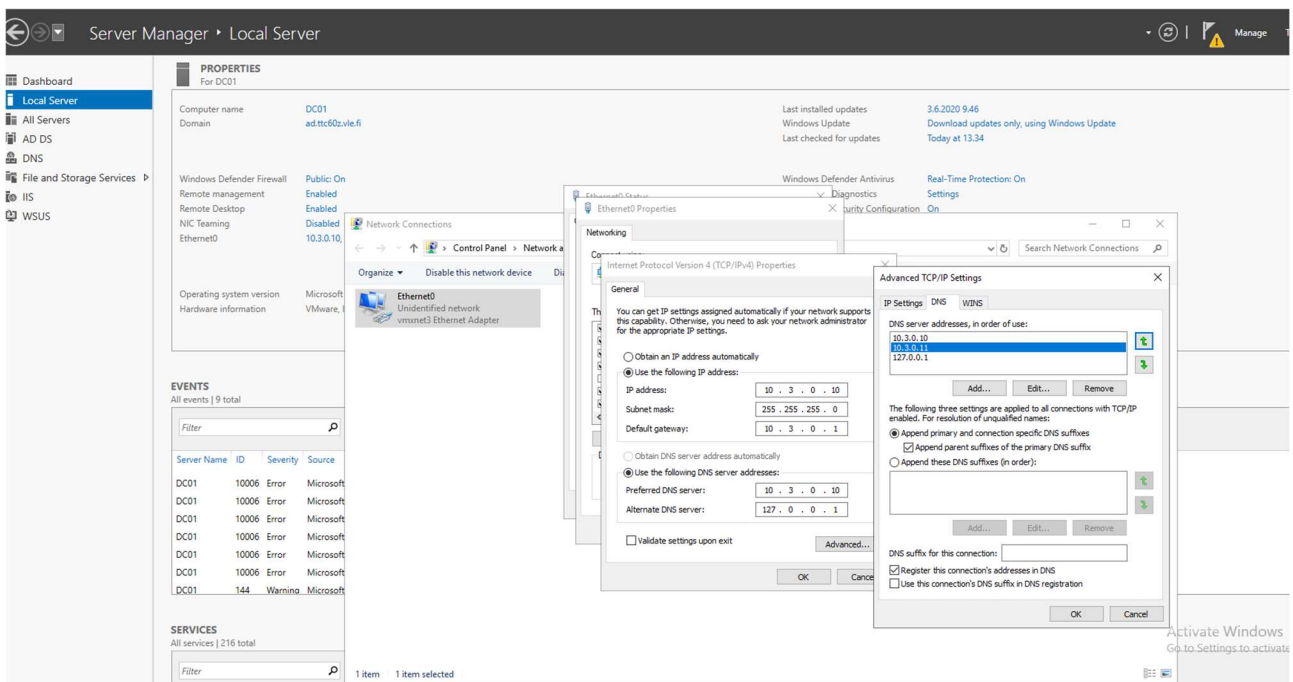 Server Manager • Local Server
Manage
Dashboard
Local Server
All Servers
AD DS
DNS
File and Storage Services
IIS
WSUS
PROPERTIES
For DC01
Computer name DC01
Domain ad.ttc60z.vle.fi
Last installed updates 3.6.2020 9.46
Windows Update Download updates only, using Windows Update
Last checked for updates Today at 13.34
Windows Defender Firewall Public: On
Remote management Enabled
Remote Desktop Enabled
NIC Teaming Disabled
Ethernet0 10.3.0.10,
Windows Defender Antivirus Real-Time Protection: On
Diagnostics Settings
Configuration On
Operating system version Microsoft
Hardware information VMware,
EVENTS
All events | 9 total
Filter
Server Name ID Severity Source
DC01 10006 Error Microsoft
DC01 10006 Error Microsoft
DC01 10006 Error Microsoft
DC01 10006 Error Microsoft
DC01 10006 Error Microsoft
DC01 10006 Error Microsoft
DC01 144 Warning Microsoft
SERVICES
All services | 216 total
Filter
Network Connections
Control Panel > Network a
Search Network Connections
Organize Disable this network device
Ethernet0
Unidentified network
vmxnet3 Ethernet Adapter
1 item 1 item selected
Ethernet0 Status
Ethernet0 Properties
Networking
Internet Protocol Version 4 (TCP/IPv4) Properties
General
You can get IP settings assigned automatically if your network supports
this capability. Otherwise, you need to ask your network administrator
for the appropriate IP settings.
Obtain an IP address automatically
Use the following IP address:
IP address: 10 . 3 . 0 . 10
Subnet mask: 255 . 255 . 255 . 0
Default gateway: 10 . 3 . 0 . 1
Obtain DNS server address automatically
Use the following DNS server addresses:
Preferred DNS server: 10 . 3 . 0 . 10
Alternate DNS server: 127 . 0 . 0 . 1
Validate settings upon exit
Advanced...
OK Cance
Advanced TCP/IP Settings
IP Settings DNS WINS
DNS server addresses, in order of use:
10.3.0.10
10.3.0.11
127.0.0.1
Add... Edit... Remove
The following three settings are applied to all connections with TCP/IP
enabled. For resolution of unqualified names:
Append primary and connection specific DNS suffixes
Append parent suffixes of the primary DNS suffix
Append these DNS suffixes (in order):
Add... Edit... Remove
DNS suffix for this connection:
Register this connection's addresses in DNS
Use this connection's DNS suffix in DNS registration
OK Cancel
Activate Windows
Go to Settings to activate